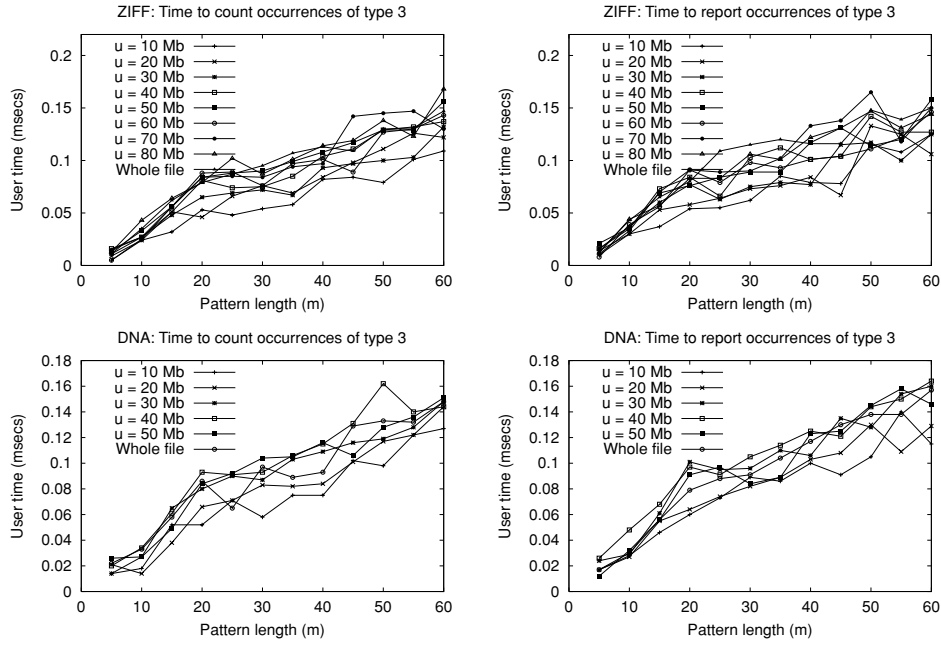 ZIFF: Time to count occurrences of type 3
User time (msecs)
0.2
0.15
0.1
0.05
0
u = 10 Mb
u = 20 Mb
u = 30 Mb
u = 40 Mb
u = 50 Mb
u = 60 Mb
u = 70 Mb
u = 80 Mb
Whole file
0 10 20 30 40 50 60
Pattern length (m)
ZIFF: Time to report occurrences of type 3
User time (msecs)
0.2
0.15
0.1
0.05
0
u = 10 Mb
u = 20 Mb
u = 30 Mb
u = 40 Mb
u = 50 Mb
u = 60 Mb
u = 70 Mb
u = 80 Mb
Whole file
0 10 20 30 40 50 60
Pattern length (m)
DNA: Time to count occurrences of type 3
User time (msecs)
0.18
0.16
0.14
0.12
0.1
0.08
0.06
0.04
0.02
0
u = 10 Mb
u = 20 Mb
u = 30 Mb
u = 40 Mb
u = 50 Mb
Whole file
0 10 20 30 40 50 60
Pattern length (m)
DNA: Time to report occurrences of type 3
User time (msecs)
0.18
0.16
0.14
0.12
0.1
0.08
0.06
0.04
0.02
0
u = 10 Mb
u = 20 Mb
u = 30 Mb
u = 40 Mb
u = 50 Mb
Whole file
0 10 20 30 40 50 60
Pattern length (m)